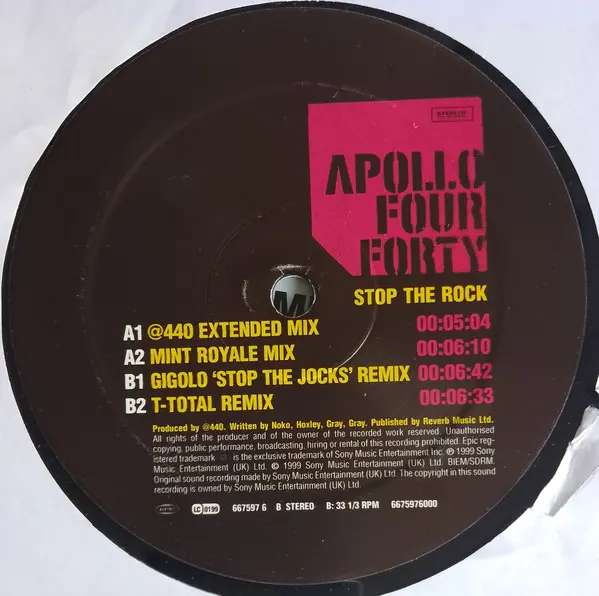 STEREO
APOLLO
FOUR
FORTY
STOP THE ROCK
A1 @440 EXTENDED MIX 00:05:04
A2 MINT ROYALE MIX 00:06:10
B1 GIGOLO ‘STOP THE JOCKS’ REMIX 00:06:42
B2 T-TOTAL REMIX 00:06:33
Produced by @440. Written by Noko, Hoxley, Gray, Gray. Published by Reverb Music Ltd.
All rights of the producer and of the owner of the recorded work reserved. Unauthorised
copying, public performance, broadcasting, hiring or rental of this recording prohibited. Epic reg-
istered trademark is the exclusive trademark of Sony Music Entertainment Inc. ℗ 1999 Sony
Music Entertainment (UK) Ltd. © 1999 Sony Music Entertainment (UK) Ltd. BIEM/SDRM.
Original sound recording made by Sony Music Entertainment (UK) Ltd. The copyright in this sound
recording is owned by Sony Music Entertainment (UK) Ltd.
epic LC 0199 667597 6 B STEREO B: 33 1/3 RPM 6675976000